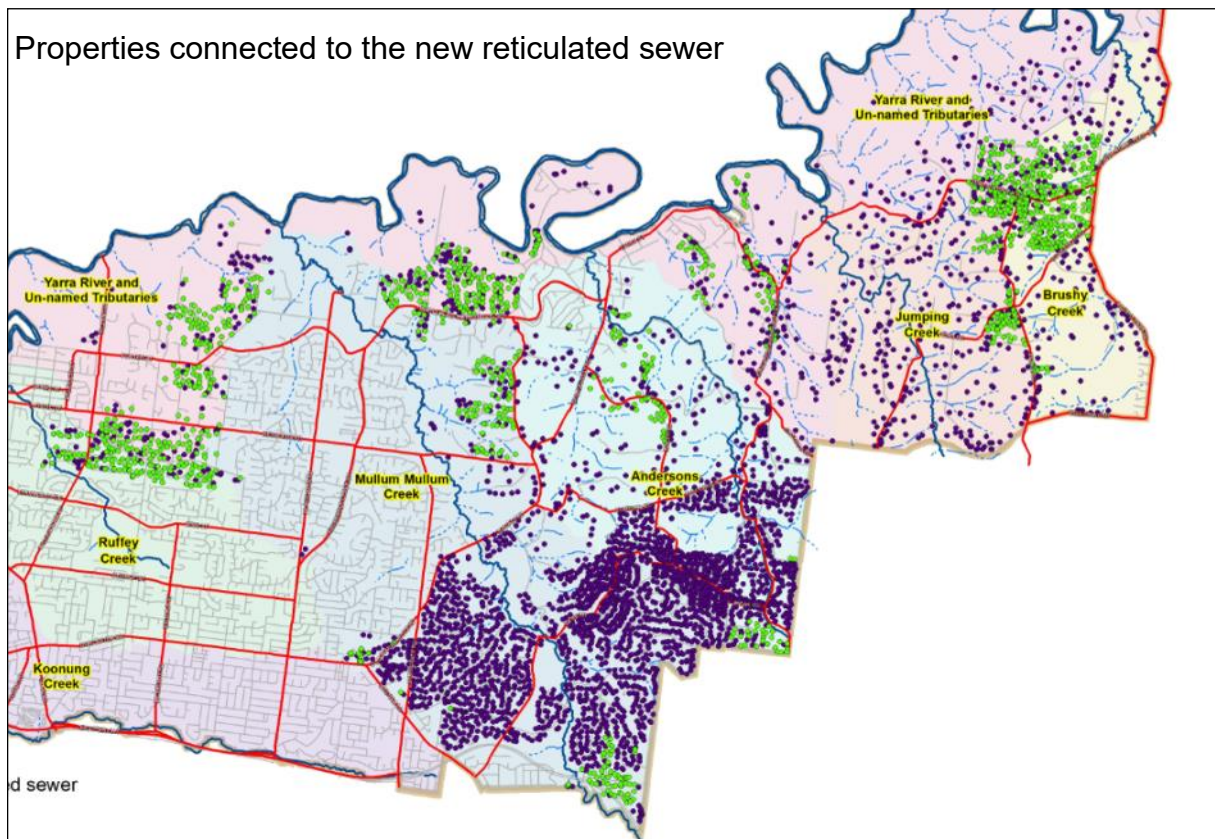 Properties connected to the new reticulated sewer
Yarra River and
Un-named Tributaries
Yarra River and
Un-named Tributaries
Brushy
Creek
Jumping
Creek
Mullum Mullum
Creek
Andersons
Creek
Ruffey
Creek
Koonung
Creek
ed sewer